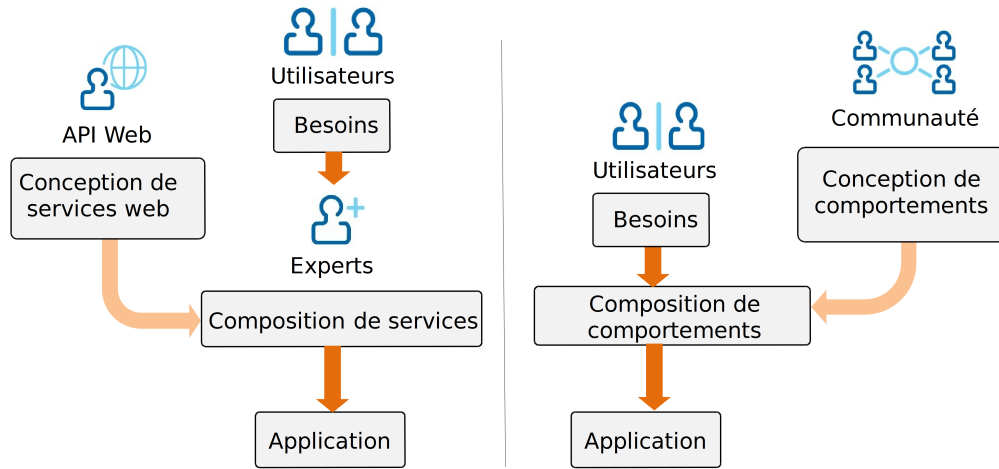 Utilisateurs
Besoins
API Web
Conception de
services web
Experts
Composition de services
Application
Communauté
Utilisateurs
Conception de
comportements
Besoins
Composition de
comportements
Application